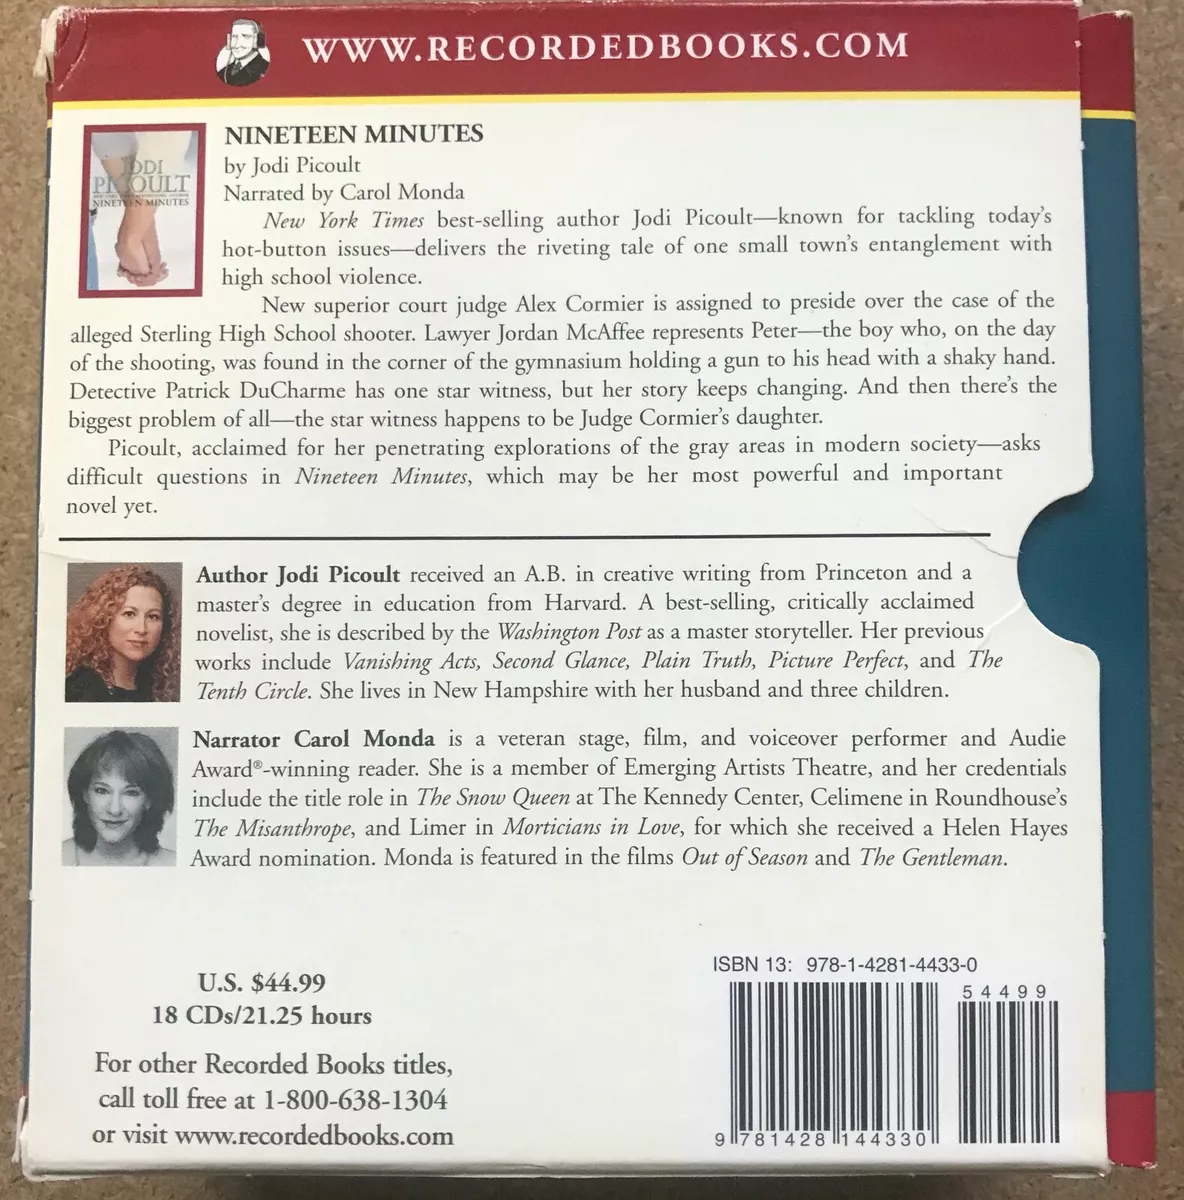 WWW.RECORDEDBOOKS.COM
JODI
PICOULT
NINETEEN MINUTES
NINETEEN MINUTES
by Jodi Picoult
Narrated by Carol Monda
New York Times best-selling author Jodi Picoult—known for tackling today's
hot-button issues—delivers the riveting tale of one small town's entanglement with
high school violence.
New superior court judge Alex Cormier is assigned to preside over the case of the
alleged Sterling High School shooter. Lawyer Jordan McAffee represents Peter—the boy who, on the day
of the shooting, was found in the corner of the gymnasium holding a gun to his head with a shaky hand.
Detective Patrick DuCharme has one star witness, but her story keeps changing. And then there's the
biggest problem of all—the star witness happens to be Judge Cormier's daughter.
Picoult, acclaimed for her penetrating explorations of the gray areas in modern society—asks
difficult questions in Nineteen Minutes, which may be her most powerful and important
novel yet.
Author Jodi Picoult received an A.B. in creative writing from Princeton and a
master's degree in education from Harvard. A best-selling, critically acclaimed
novelist, she is described by the Washington Post as a master storyteller. Her previous
works include Vanishing Acts, Second Glance, Plain Truth, Picture Perfect, and The
Tenth Circle. She lives in New Hampshire with her husband and three children.
Narrator Carol Monda is a veteran stage, film, and voiceover performer and Audie
Award®-winning reader. She is a member of Emerging Artists Theatre, and her credentials
include the title role in The Snow Queen at The Kennedy Center, Celimene in Roundhouse's
The Misanthrope, and Limer in Morticians in Love, for which she received a Helen Hayes
Award nomination. Monda is featured in the films Out of Season and The Gentleman.
U.S. $44.99
18 CDs/21.25 hours
For other Recorded Books titles,
call toll free at 1-800-638-1304
or visit www.recordedbooks.com
ISBN 13: 978-1-4281-4433-0
54499
9 781428 144330